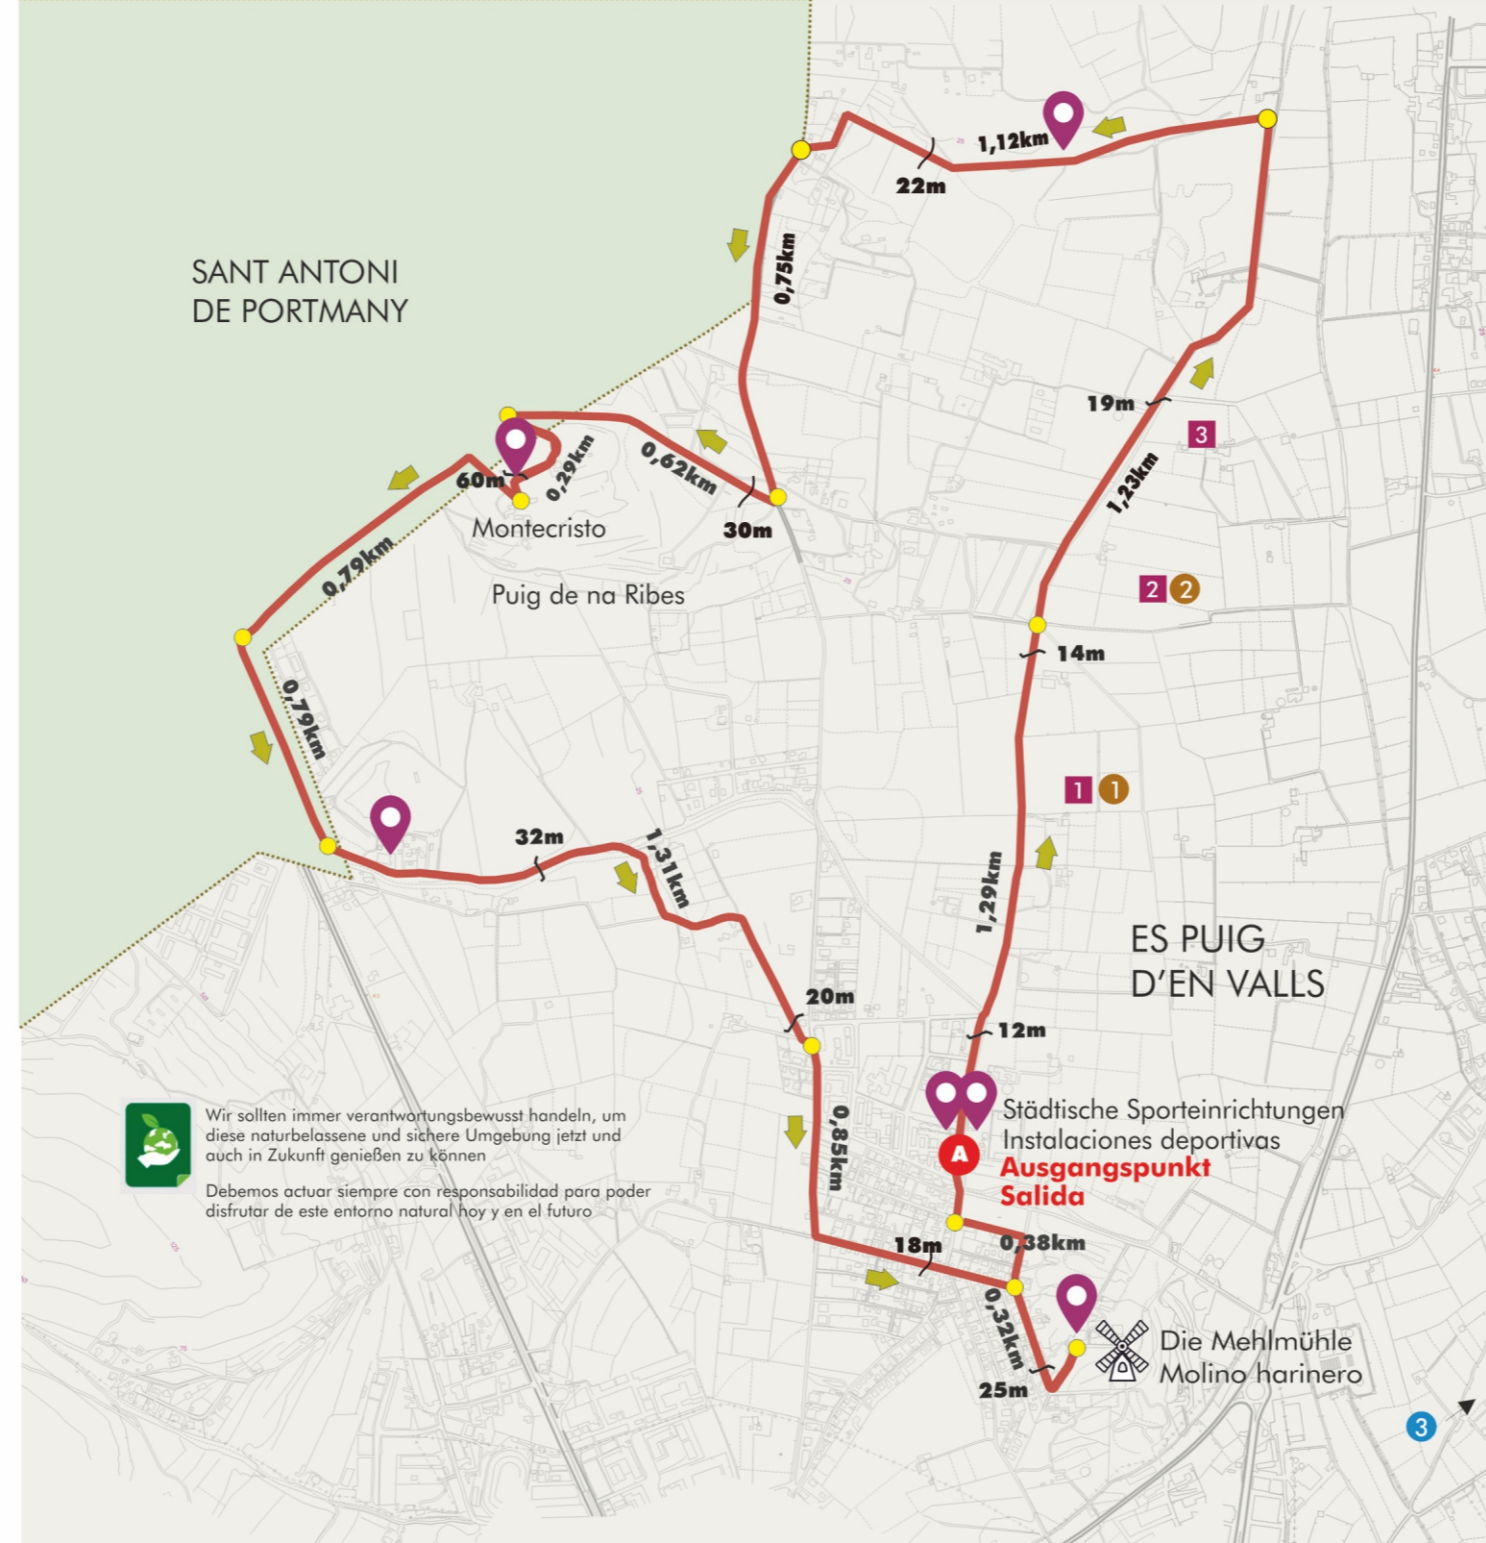 1,12km
22m
0,75km
SANT ANTONI
DE PORTMANY
19m
3
1,23km
0,62km
0,29km
60m
30m
Montecristo
0,79km
Puig de na Ribes
2
2
14m
0,79km
1
1
32m
1,31km
1,29km
ES PUIG
D'EN VALLS
20m
12m
Wir sollten immer verantwortungsbewusst handeln, um
diese naturbelassene und sichere Umgebung jetzt und
auch in Zukunft genießen zu können
Debemos actuar siempre con responsabilidad para poder
disfrutar de este entorno natural hoy y en el futuro
0,85km
Städtische Sporteinrichtungen
Instalaciones deportivas
A
Ausgangspunkt
Salida
18m
0,38km
0,32km
25m
Die Mehlmühle
Molino harinero
3